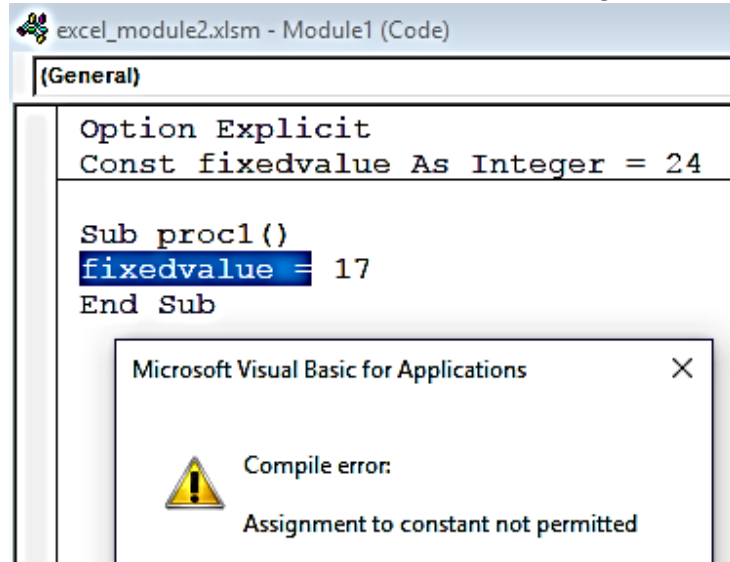 excel_module2.xlsm - Module1 (Code)
(General)
Option Explicit
Const fixedvalue As Integer = 24
Sub proc1()
fixedvalue = 17
End Sub
Microsoft Visual Basic for Applications
Compile error:
Assignment to constant not permitted